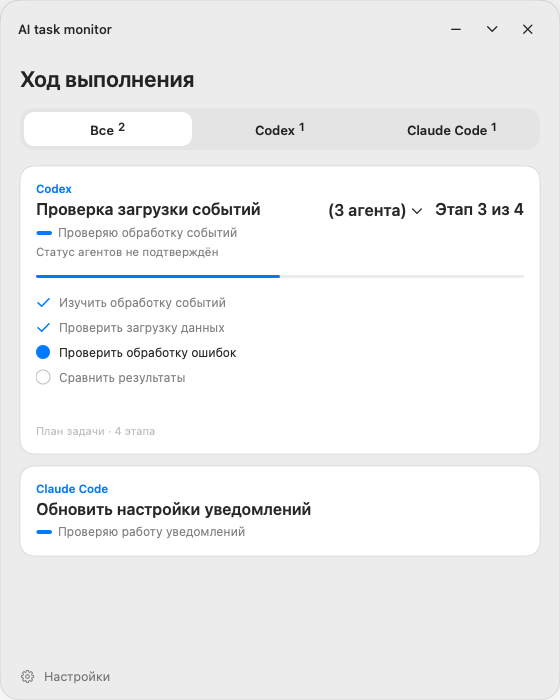 AI task monitor
Ход выполнения
Все 2
Codex 1
Claude Code 1
Codex
Проверка загрузки событий (3 агента) Этап 3 из 4
Проверяю обработку событий
Статус агентов не подтверждён
Изучить обработку событий
Проверить загрузку данных
Проверить обработку ошибок
Сравнить результаты
План задачи · 4 этапа
Claude Code
Обновить настройки уведомлений
Проверяю работу уведомлений
Настройки